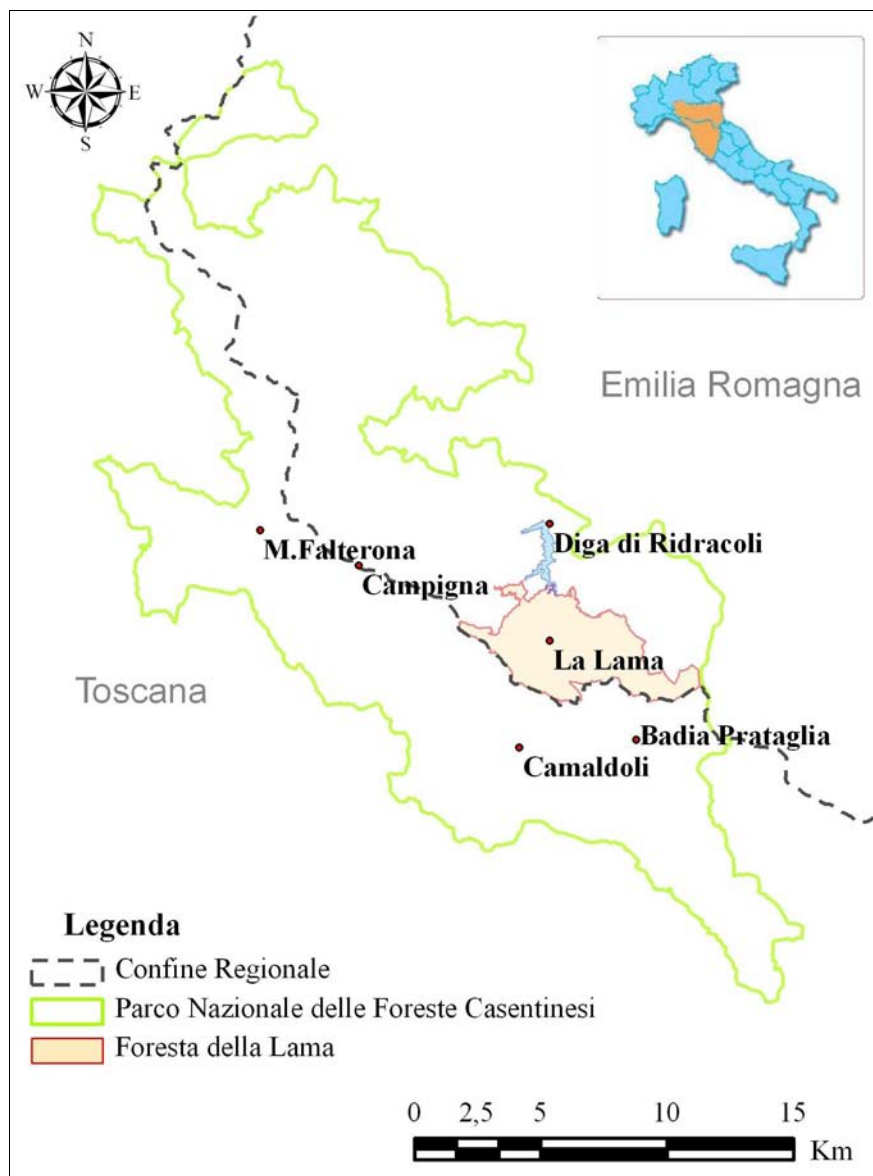 N
W E
S
Emilia Romagna
M.Falterona
Diga di Ridracoli
Campigna
La Lama
Toscana
Badia Prataglia
Camaldoli
Legenda
Confine Regionale
Parco Nazionale delle Foreste Casentinesi
Foresta della Lama
0 2,5 5 10 15
Km